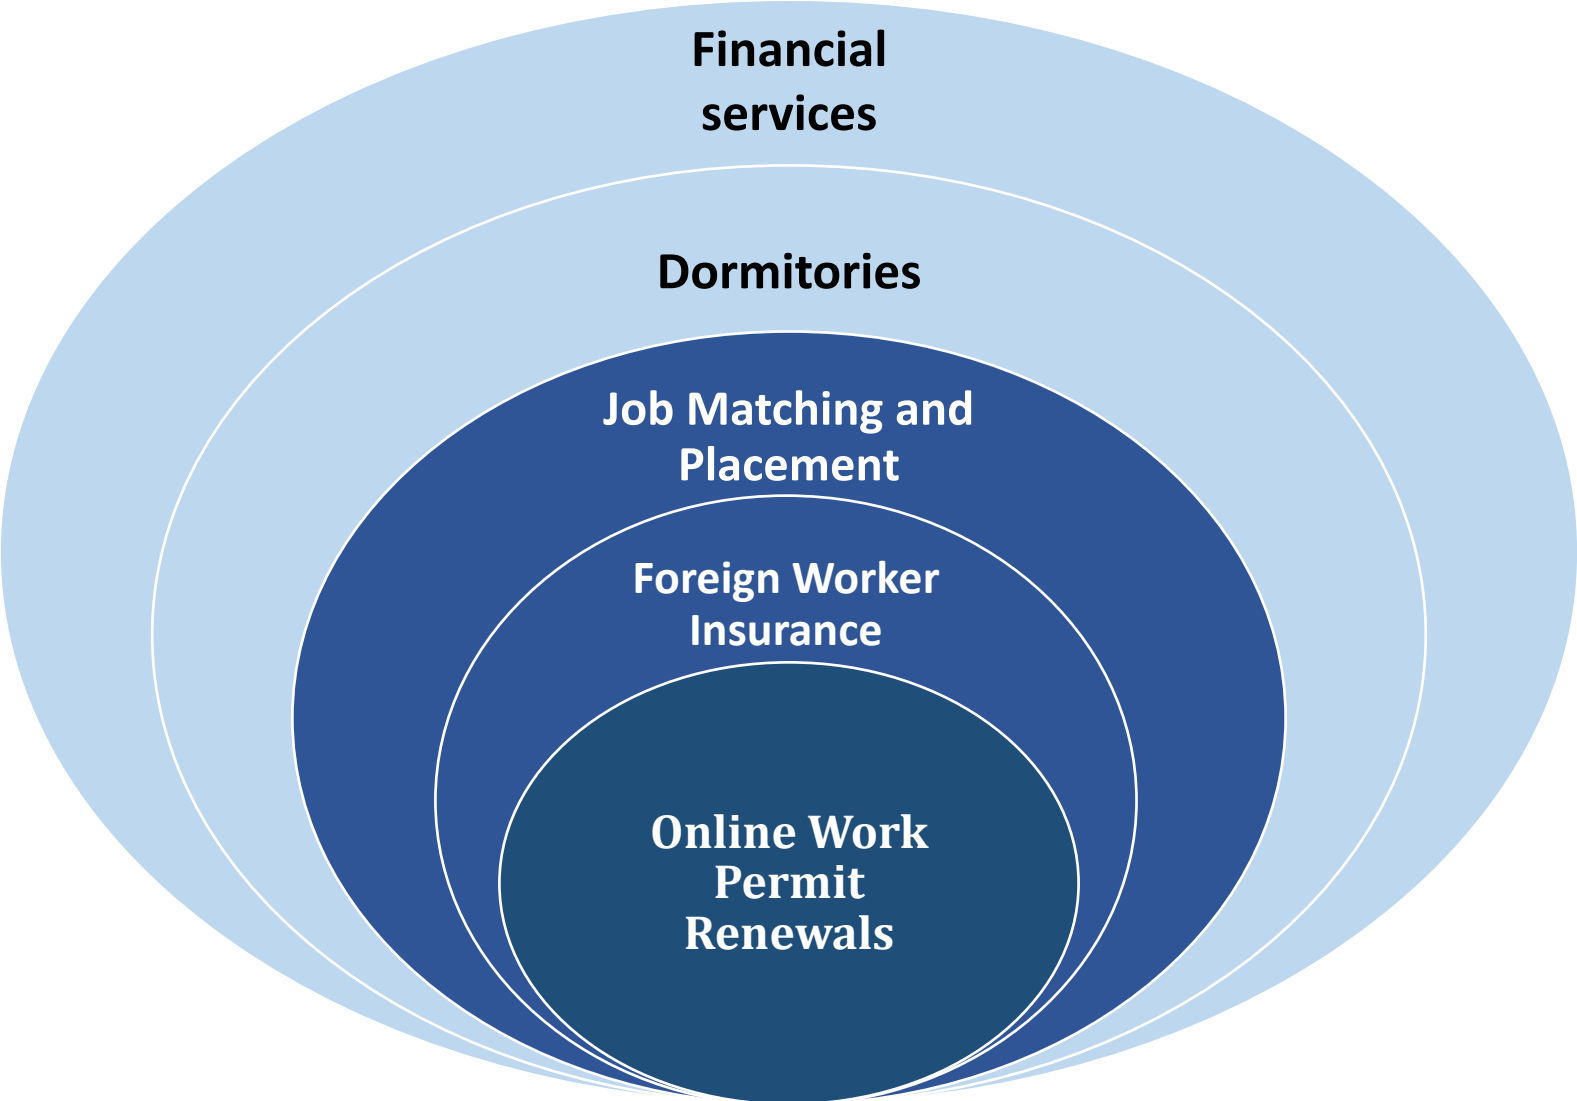 Financial
services
Dormitories
Job Matching and
Placement
Foreign Worker
Insurance
Online Work
Permit
Renewals